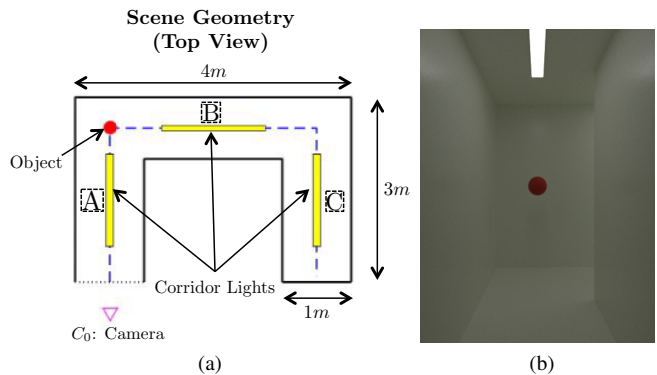 Scene Geometry
(Top View)
4m
B
Object
A
C
3m
Corridor Lights
1m
C₀: Camera
(a)
(b)